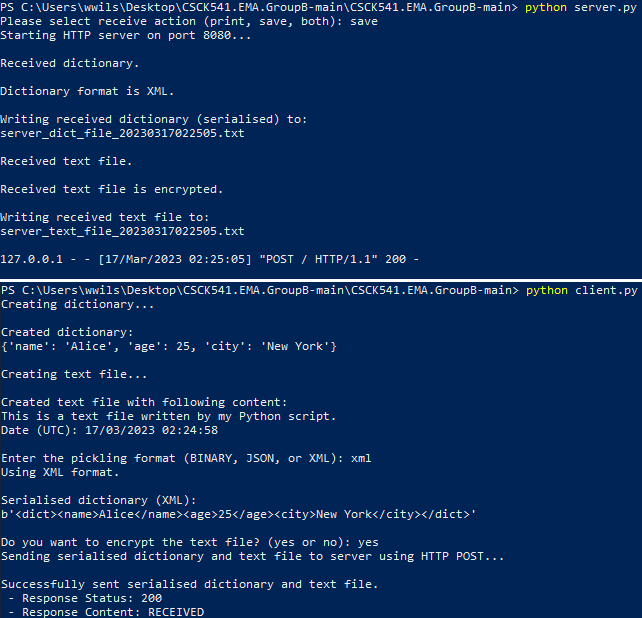 PS C:\Users\wwils\Desktop\CSCK541.EMA.GroupB-main\CSCK541.EMA.GroupB-main> python server.py
Please select receive action (print, save, both): save
Starting HTTP server on port 8080...
Received dictionary.
Dictionary format is XML.
Writing received dictionary (serialised) to:
server_dict_file_20230317022505.txt
Received text file.
Received text file is encrypted.
Writing received text file to:
server_text_file_20230317022505.txt
127.0.0.1 - - [17/Mar/2023 02:25:05] "POST / HTTP/1.1" 200 -
PS C:\Users\wwils\Desktop\CSCK541.EMA.GroupB-main\CSCK541.EMA.GroupB-main> python client.py
Creating dictionary...
Created dictionary:
{'name': 'Alice', 'age': 25, 'city': 'New York'}
Creating text file...
Created text file with following content:
This is a text file written by my Python script.
Date (UTC): 17/03/2023 02:24:58
Enter the pickling format (BINARY, JSON, or XML): xml
Using XML format.
Serialised dictionary (XML):
b'<dict><name>Alice</name><age>25</age><city>New York</city></dict>'
Do you want to encrypt the text file? (yes or no): yes
Sending serialised dictionary and text file to server using HTTP POST...
Successfully sent serialised dictionary and text file.
- Response Status: 200
- Response Content: RECEIVED